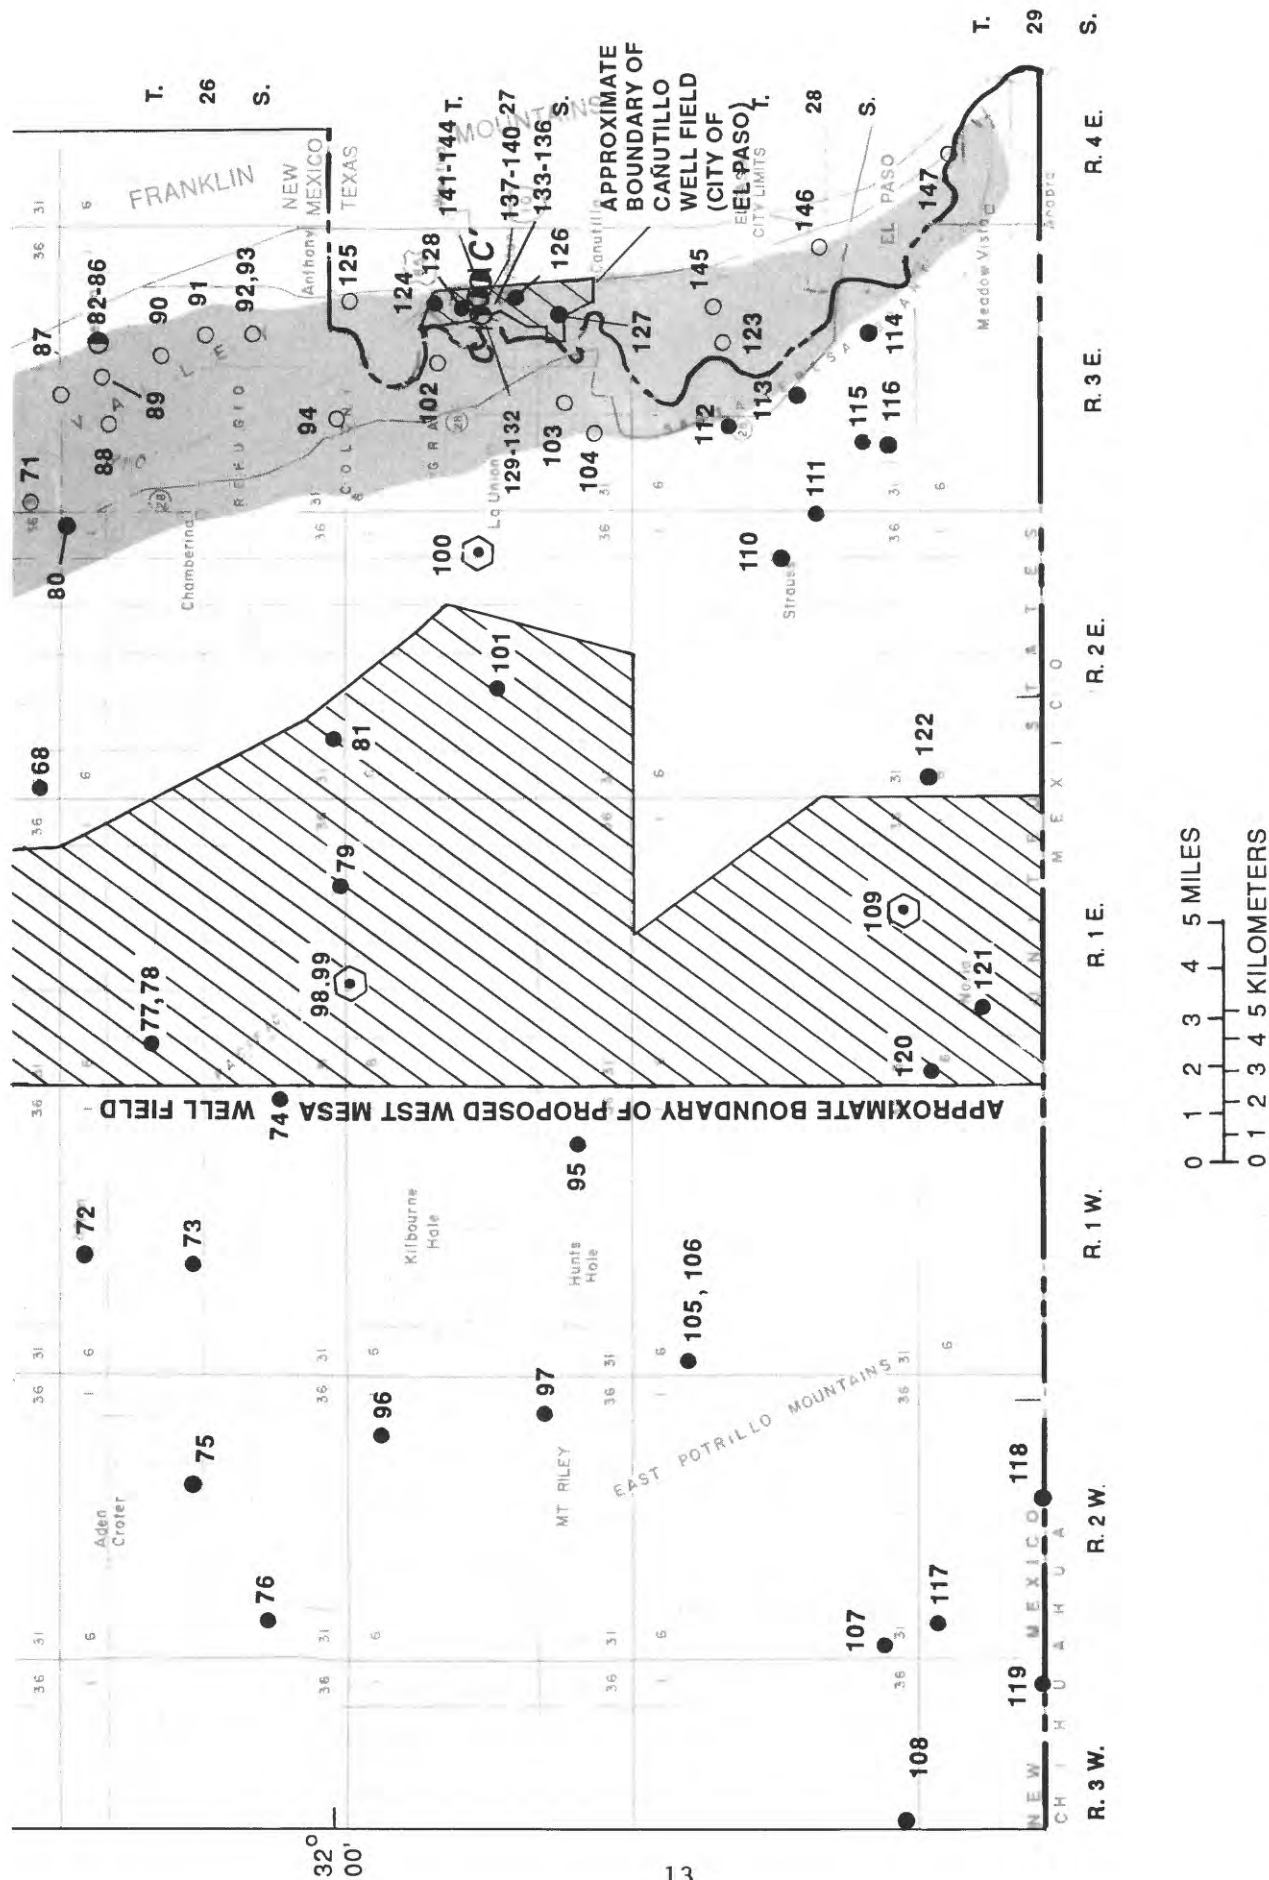 T.
26
S.
FRANKLIN
MOUNTAINS
NEW
MEXICO
TEXAS
Anthony
87
82-86
90
91
92,93
125
89
88
71
80
94
REFUGIO
COLONI
GRAN
Chamberino
141-144 T.
137-140 27
133-136 S.
124
128
C
C'
126
127
129-132
102
103
104
La Union
Canutillo
APPROXIMATE
BOUNDARY OF
CAÑUTILLO
WELL FIELD
(CITY OF
EL PASO)
T.
28
S.
CITY LIMITS
EL PASO
145
146
147
123
112
113
114
115
116
111
110
100
Strauss
Meadow Vista
T.
29
S.
68
101
81
79
77,78
98,99
109
121
120
122
Noria
74
APPROXIMATE BOUNDARY OF PROPOSED WEST MESA WELL FIELD
72
73
95
105, 106
Kilbourne
Hole
Hunts
Hole
75
76
96
97
Aden
Crater
MT RILEY
EAST POTRILLO MOUNTAINS
107
117
118
119
108
NEW MEXICO
CHIHUAHUA
UNITED STATES
MEXICO
R. 3 W.
R. 2 W.
R. 1 W.
R. 1 E.
R. 2 E.
R. 3 E.
R. 4 E.
32°
00'
0 1 2 3 4 5 MILES
0 1 2 3 4 5 KILOMETERS
13